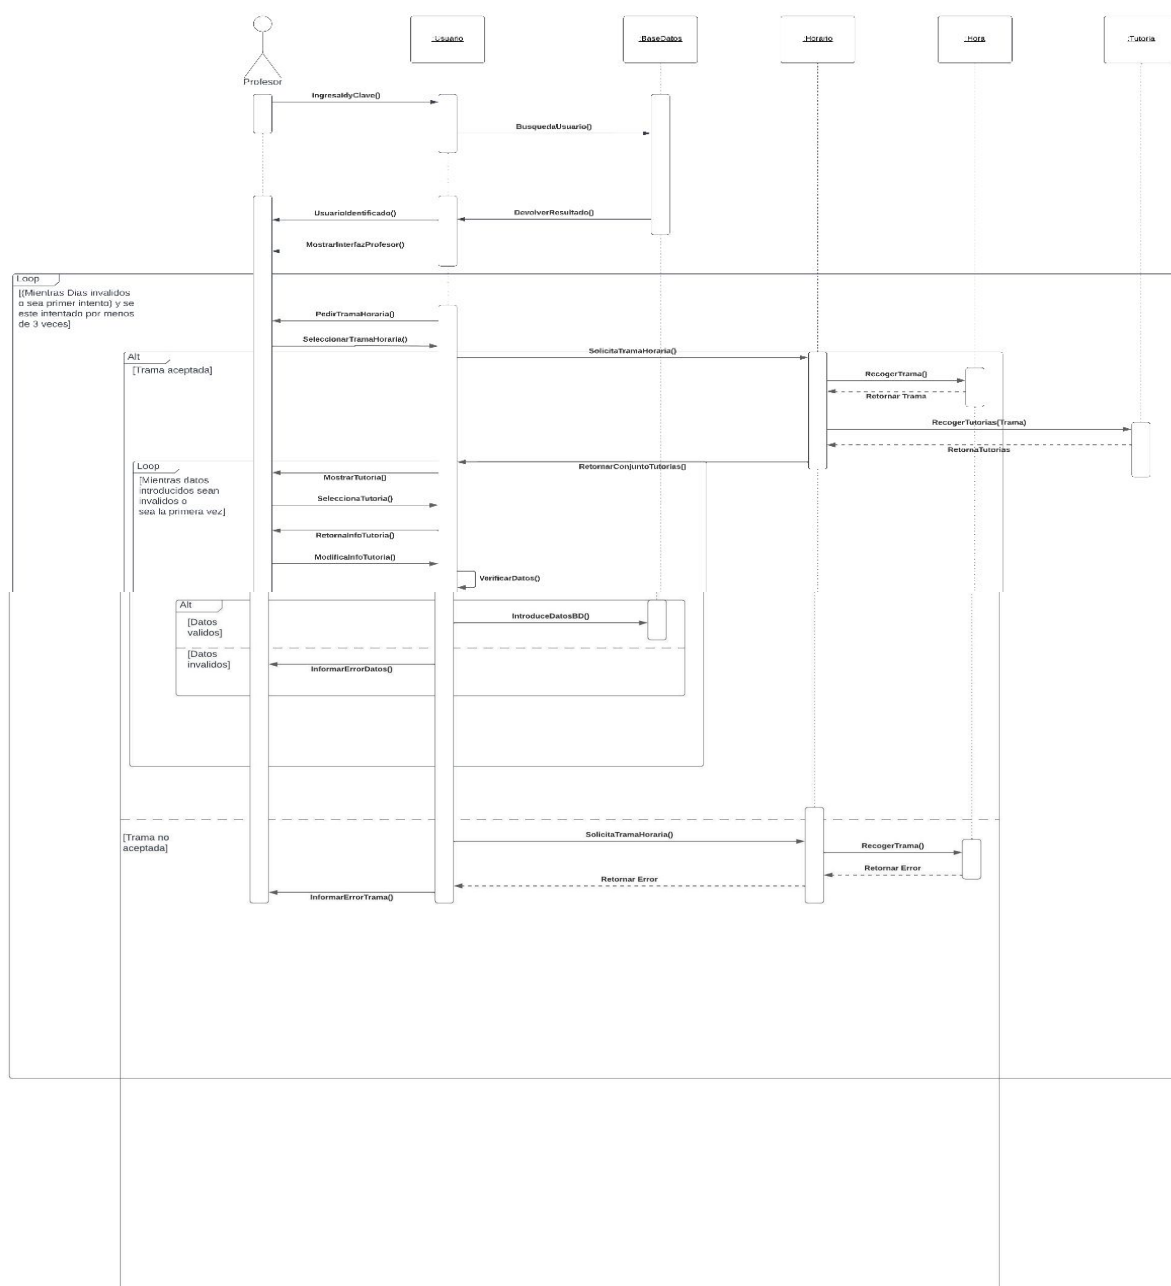 :Usuario
:BaseDatos
:Horario
:Hora
:Tutoria
Profesor
IngresaIdyClave()
BusquedaUsuario()
UsuarioIdentificado()
DevolverResultado()
MostrarInterfazProfesor()
Loop
[(Mientras Dias invalidos
o sea primer intento) y se
este intentado por menos
de 3 veces]
PedirTramaHoraria()
SeleccionarTramaHoraria()
SolicitaTramaHoraria()
Alt
[Trama aceptada]
RecogerTrama()
Retornar Trama
RecogerTutorias(Trama)
RetornaTutorias
RetornarConjuntoTutorias()
Loop
[Mientras datos
introducidos sean
invalidos o
sea la primera vez]
MostrarTutoria()
SeleccionaTutoria()
RetornaInfoTutoria()
ModificaInfoTutoria()
VerificarDatos()
Alt
[Datos
validos]
IntroduceDatosBD()
[Datos
invalidos]
InformarErrorDatos()
[Trama no
aceptada]
SolicitaTramaHoraria()
RecogerTrama()
Retornar Error
Retornar Error
InformarErrorTrama()